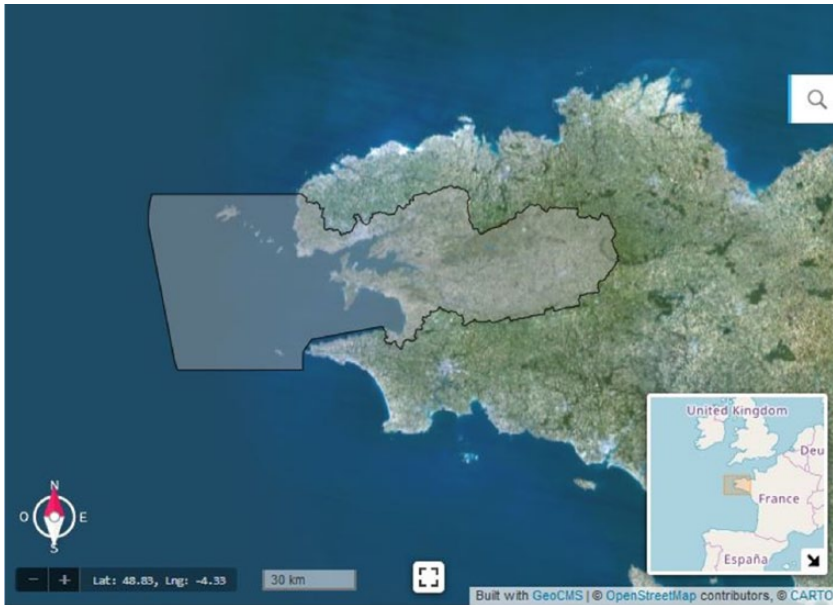 United Kingdom
Deu
France
España
N
O E
S
− + Lat: 48.83, Lng: -4.33
30 km
Built with GeoCMS | © OpenStreetMap contributors, © CARTO